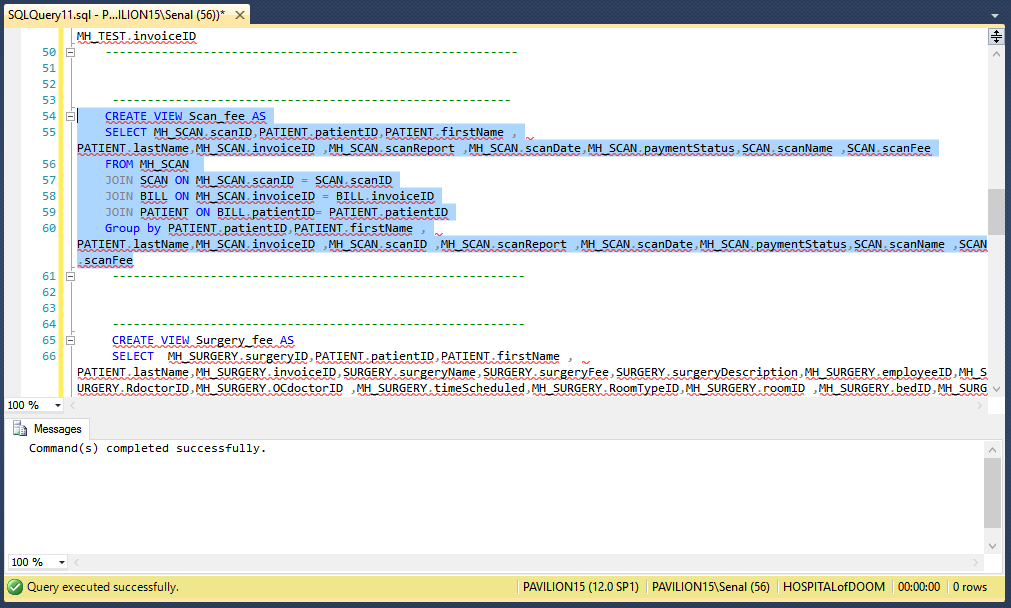 SQLQuery11.sql - P...ILION15\Senal (56))*
MH_TEST.invoiceID
50 ------------------------------------------------------------
51
52
53 ----------------------------------------------------------
54 CREATE VIEW Scan_fee AS
55 SELECT MH_SCAN.scanID,PATIENT.patientID,PATIENT.firstName ,
PATIENT.lastName,MH_SCAN.invoiceID ,MH_SCAN.scanReport ,MH_SCAN.scanDate,MH_SCAN.paymentStatus,SCAN.scanName ,SCAN.scanFee
56 FROM MH_SCAN
57 JOIN SCAN ON MH_SCAN.scanID = SCAN.scanID
58 JOIN BILL ON MH_SCAN.invoiceID = BILL.invoiceID
59 JOIN PATIENT ON BILL.patientID= PATIENT.patientID
60 Group by PATIENT.patientID,PATIENT.firstName ,
PATIENT.lastName,MH_SCAN.invoiceID ,MH_SCAN.scanID ,MH_SCAN.scanReport ,MH_SCAN.scanDate,MH_SCAN.paymentStatus,SCAN.scanName ,SCAN
.scanFee
61 ------------------------------------------------------------
62
63
64 ------------------------------------------------------------
65 CREATE VIEW Surgery_fee AS
66 SELECT MH_SURGERY.surgeryID,PATIENT.patientID,PATIENT.firstName ,
PATIENT.lastName,MH_SURGERY.invoiceID,SURGERY.surgeryName,SURGERY.surgeryFee,SURGERY.surgeryDescription,MH_SURGERY.employeeID,MH_S
URGERY.RdoctorID,MH_SURGERY.OCdoctorID ,MH_SURGERY.timeScheduled,MH_SURGERY.RoomTypeID,MH_SURGERY.roomID ,MH_SURGERY.bedID,MH_SURG
100 %
Messages
Command(s) completed successfully.
100 %
Query executed successfully. PAVILION15 (12.0 SP1) PAVILION15\Senal (56) HOSPITALofDOOM 00:00:00 0 rows